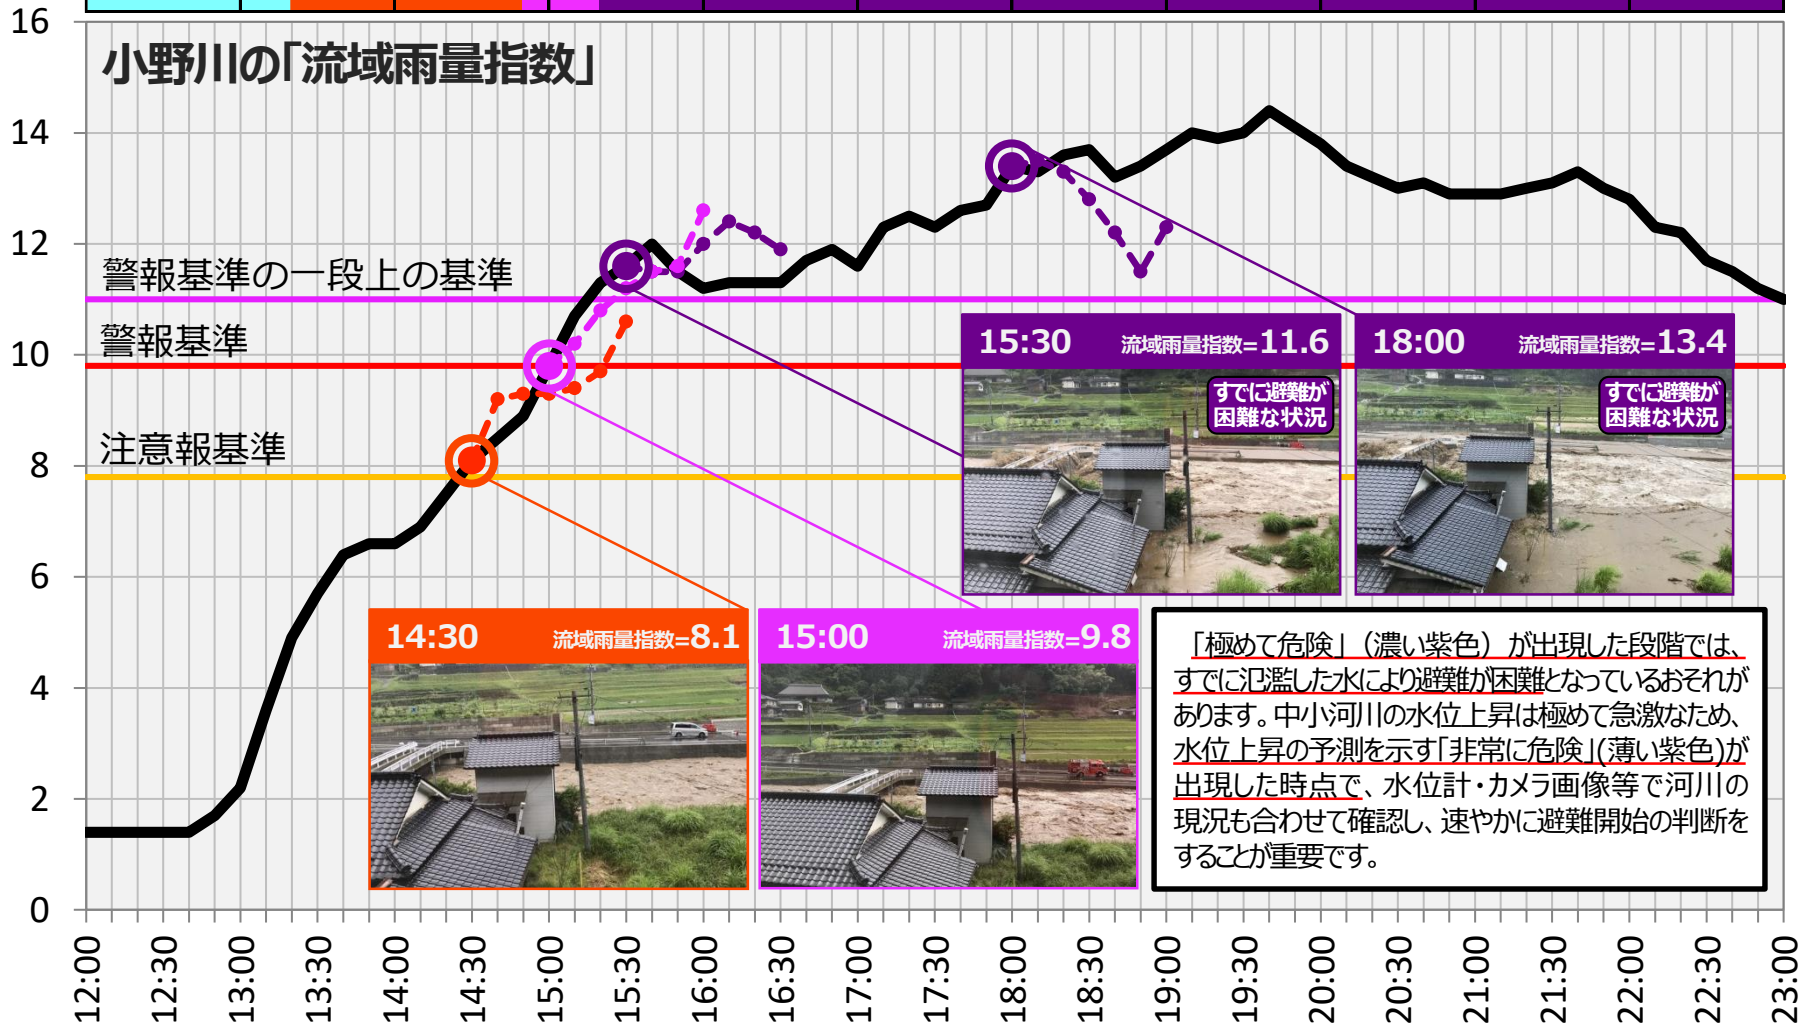 16
小野川の「流域雨量指数」
14
12
警報基準の一段上の基準
警報基準
10
注意報基準
8
6
4
2
0
15:30 流域雨量指数=11.6
すでに避難が
困難な状況
18:00 流域雨量指数=13.4
すでに避難が
困難な状況
14:30 流域雨量指数=8.1
15:00 流域雨量指数=9.8
「極めて危険」（濃い紫色）が出現した段階では、
すでに氾濫した水により避難が困難となっているおそれが
あります。中小河川の水位上昇は極めて急激なため、
水位上昇の予測を示す「非常に危険」(薄い紫色)が
出現した時点で、水位計・カメラ画像等で河川の
現況も合わせて確認し、速やかに避難開始の判断を
することが重要です。
12:00
12:30
13:00
13:30
14:00
14:30
15:00
15:30
16:00
16:30
17:00
17:30
18:00
18:30
19:00
19:30
20:00
20:30
21:00
21:30
22:00
22:30
23:00